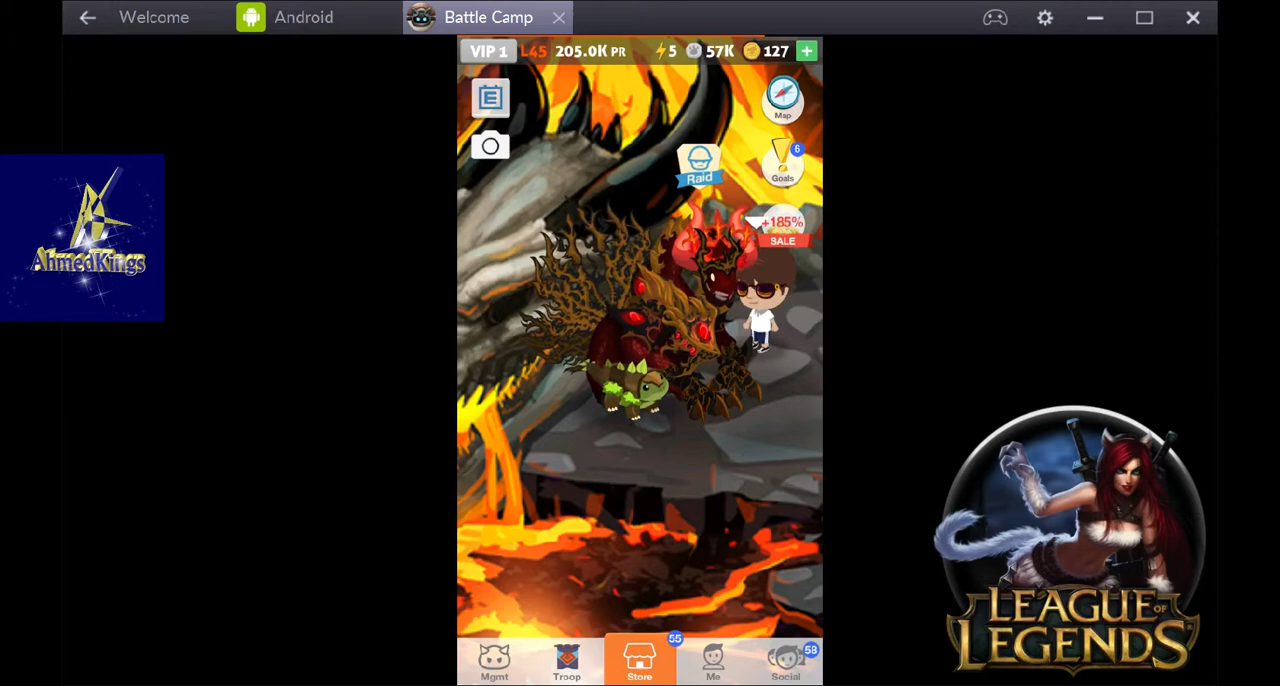 Welcome
Android
Battle Camp
VIP 1 L45 205.0K PR 5 57K 127 +
E
Map
Raid
6
Goals
+185%
SALE
AhmedKings
LEAGUE OF
LEGENDS
55
58
Mgmt
Troop
Store
Me
Social